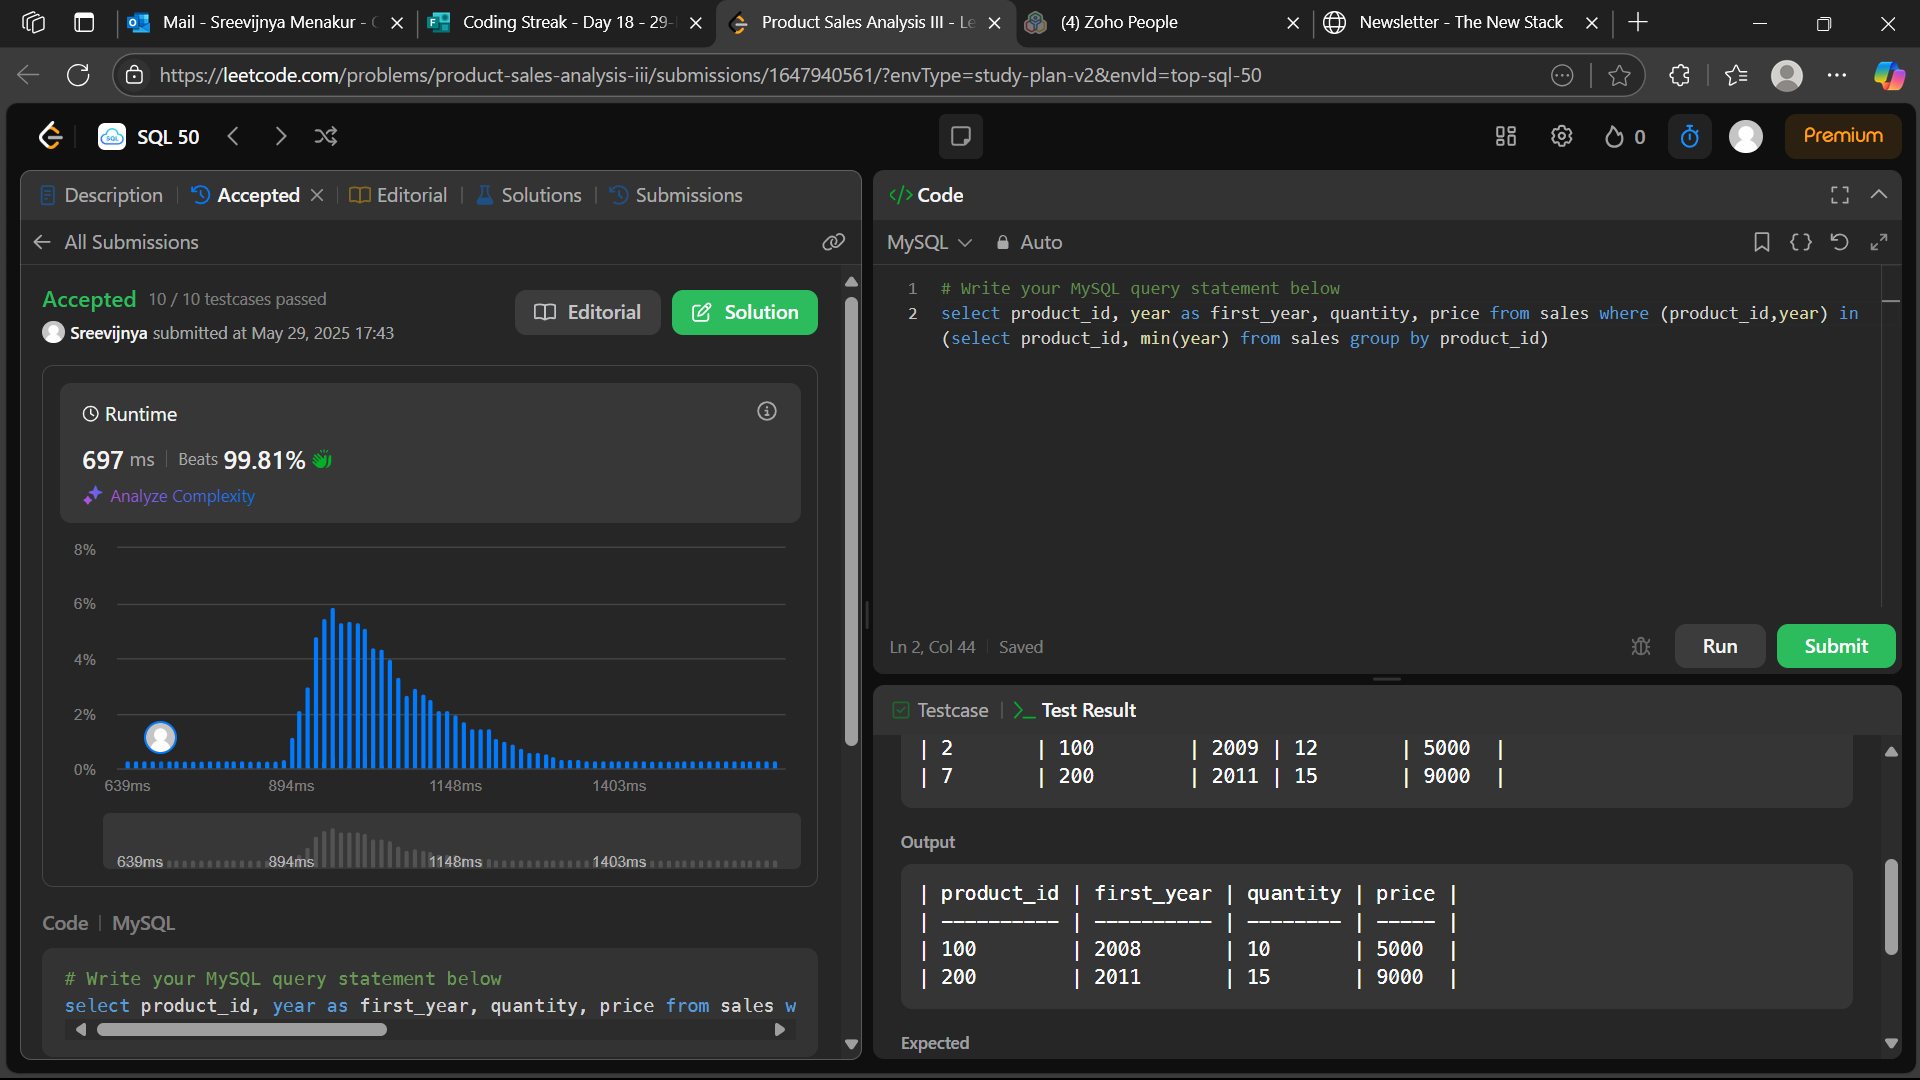 Mail - Sreevijnya Menakur - 
Coding Streak - Day 18 - 29-
Product Sales Analysis III - Le
(4) Zoho People
Newsletter - The New Stack
https://leetcode.com/problems/product-sales-analysis-iii/submissions/1647940561/?envType=study-plan-v2&envId=top-sql-50
SQL 50
0
Premium
Description
Accepted
Editorial
Solutions
Submissions
All Submissions
Accepted 10 / 10 testcases passed
Sreevijnya submitted at May 29, 2025 17:43
Editorial
Solution
Runtime
697 ms Beats 99.81%
Analyze Complexity
8%
6%
4%
2%
0%
639ms 894ms 1148ms 1403ms
639ms 894ms 1148ms 1403ms
Code | MySQL
# Write your MySQL query statement below
select product_id, year as first_year, quantity, price from sales w
</> Code
MySQL Auto
1 # Write your MySQL query statement below
2 select product_id, year as first_year, quantity, price from sales where (product_id,year) in
(select product_id, min(year) from sales group by product_id)
Ln 2, Col 44 Saved
Run
Submit
Testcase
Test Result
| 2 | 100 | 2009 | 12 | 5000 |
| 7 | 200 | 2011 | 15 | 9000 |
Output
| product_id | first_year | quantity | price |
| ---------- | ---------- | -------- | ----- |
| 100 | 2008 | 10 | 5000 |
| 200 | 2011 | 15 | 9000 |
Expected